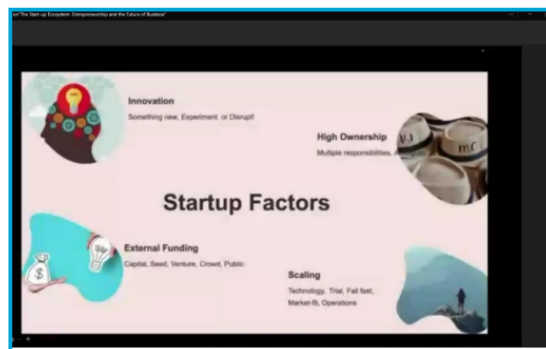 on"The Start-up Ecosystem: Entrepreneurship and the Future of Business"
Innovation
Something new, Experiment or Disrupt!
High Ownership
Multiple responsibilities,
Startup Factors
External Funding
Capital, Seed, Venture, Crowd, Public
Scaling
Technology, Trial, Fail fast,
Market-fit, Operations
$